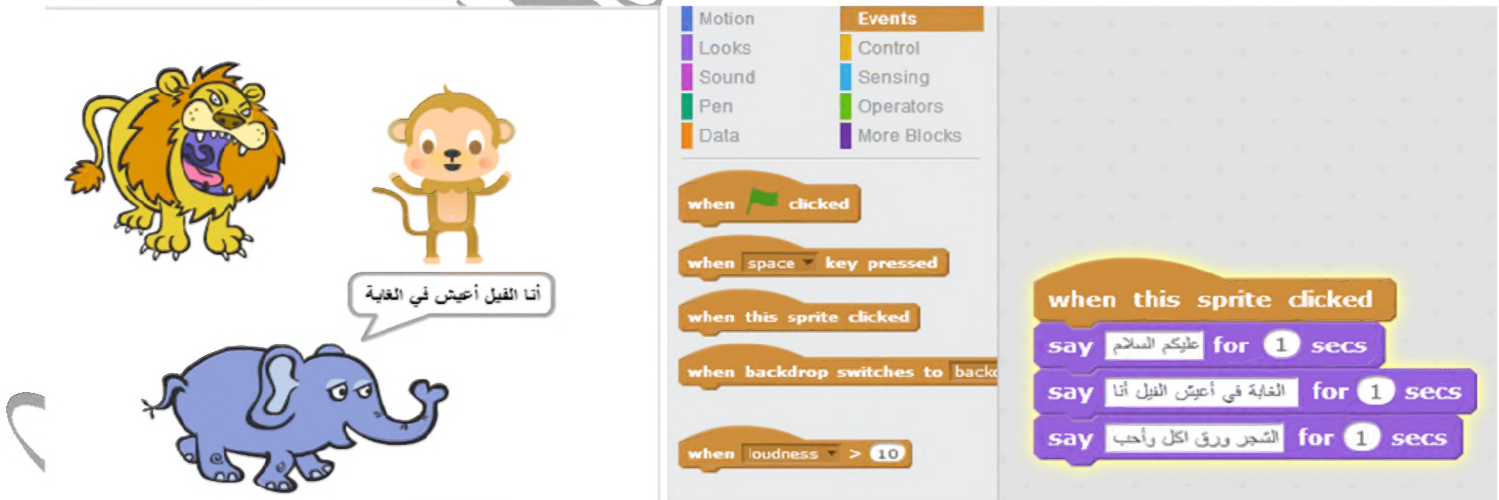 Motion
Events
Looks
Control
Sound
Sensing
Pen
Operators
Data
More Blocks
when clicked
when space key pressed
when this sprite clicked
when backdrop switches to backd
when loudness > 10
أنا الفيل أعيش في الغابة
when this sprite clicked
say عليكم السلام for 1 secs
say الغابة في أعيش الفيل أنا for 1 secs
say الشجر ورق اكل وأحب for 1 secs